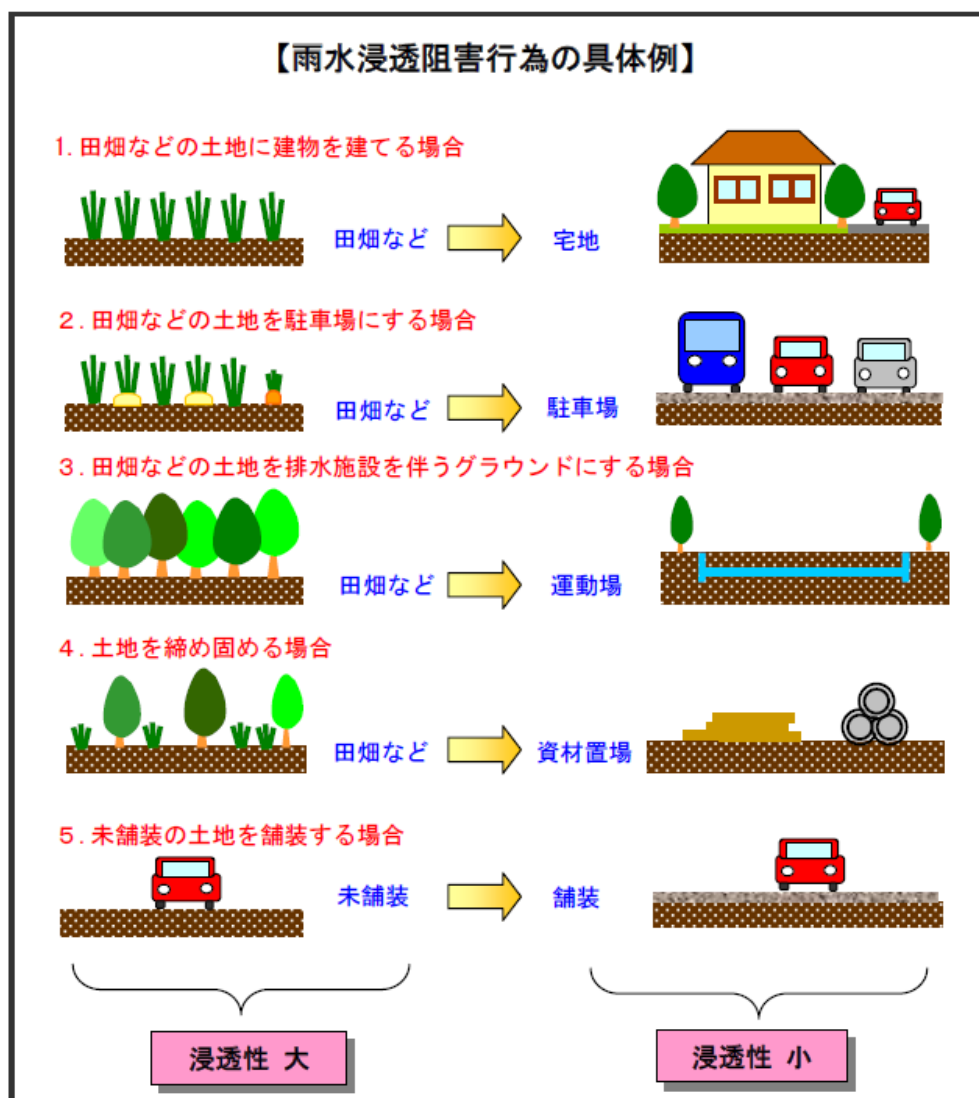 【雨水浸透阻害行為の具体例】
1. 田畑などの土地に建物を建てる場合
田畑など
宅地
２. 田畑などの土地を駐車場にする場合
田畑など
駐車場
３. 田畑などの土地を排水施設を伴うグラウンドにする場合
田畑など
運動場
４. 土地を締め固める場合
田畑など
資材置場
５. 未舗装の土地を舗装する場合
未舗装
舗装
浸透性 大
浸透性 小